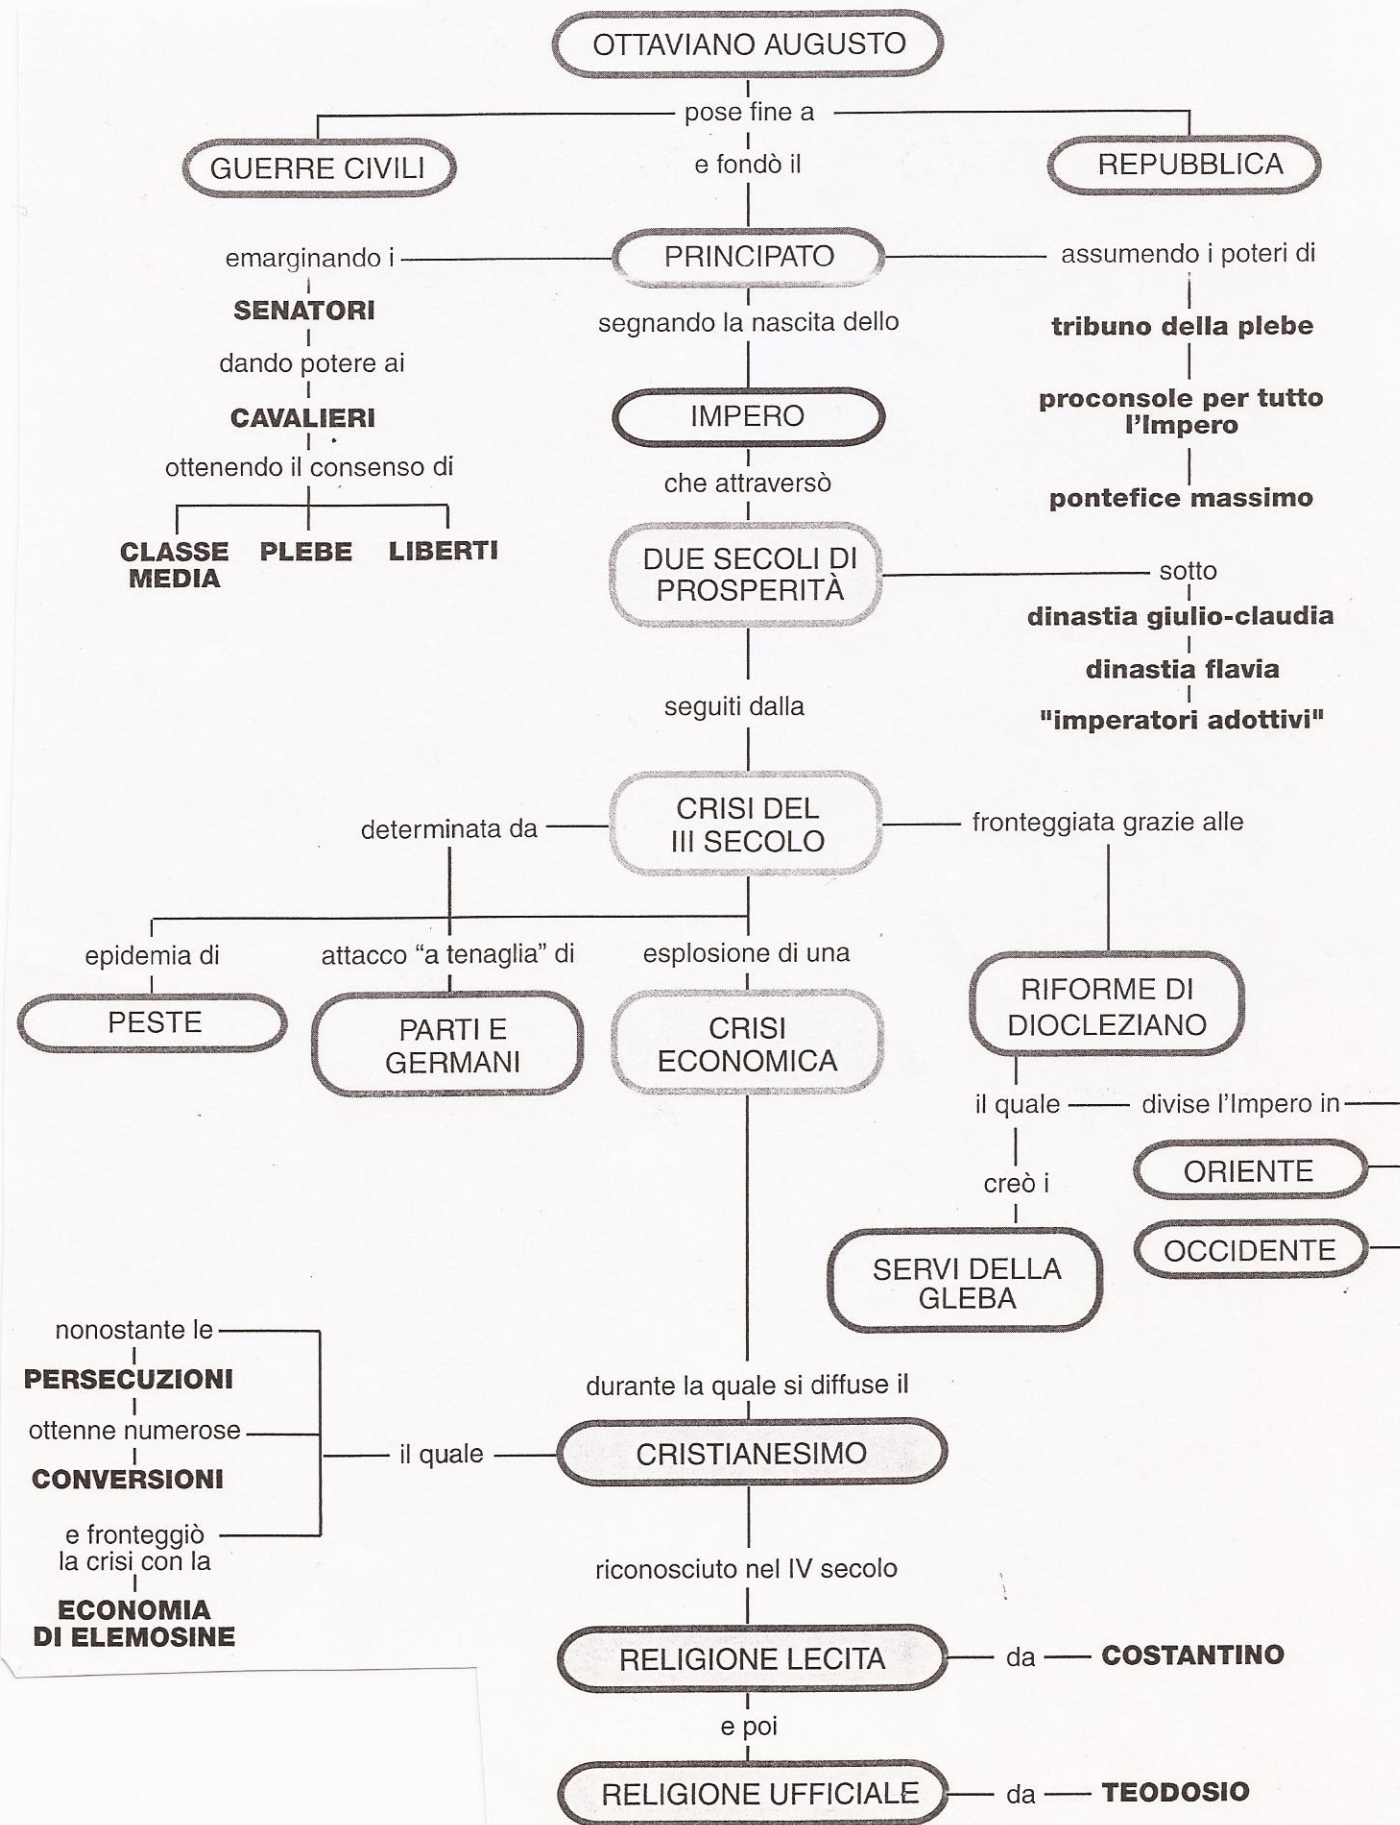 OTTAVIANO AUGUSTO
pose fine a
GUERRE CIVILI
e fondò il
REPUBBLICA
emarginando i
PRINCIPATO
assumendo i poteri di
SENATORI
segnando la nascita dello
tribuno della plebe
dando potere ai
CAVALIERI
IMPERO
proconsole per tutto
l'Impero
ottenendo il consenso di
che attraversò
pontefice massimo
CLASSE
MEDIA
PLEBE
LIBERTI
DUE SECOLI DI
PROSPERITÀ
sotto
dinastia giulio-claudia
dinastia flavia
"imperatori adottivi"
seguiti dalla
determinata da
CRISI DEL
III SECOLO
fronteggiata grazie alle
epidemia di
attacco “a tenaglia” di
esplosione di una
PESTE
PARTI E
GERMANI
CRISI
ECONOMICA
RIFORME DI
DIOCLEZIANO
il quale
divise l'Impero in
creò i
ORIENTE
OCCIDENTE
SERVI DELLA
GLEBA
nonostante le
PERSECUZIONI
ottenne numerose
CONVERSIONI
e fronteggiò
la crisi con la
ECONOMIA
DI ELEMOSINE
il quale
durante la quale si diffuse il
CRISTIANESIMO
riconosciuto nel IV secolo
RELIGIONE LECITA
da
COSTANTINO
e poi
RELIGIONE UFFICIALE
da
TEODOSIO